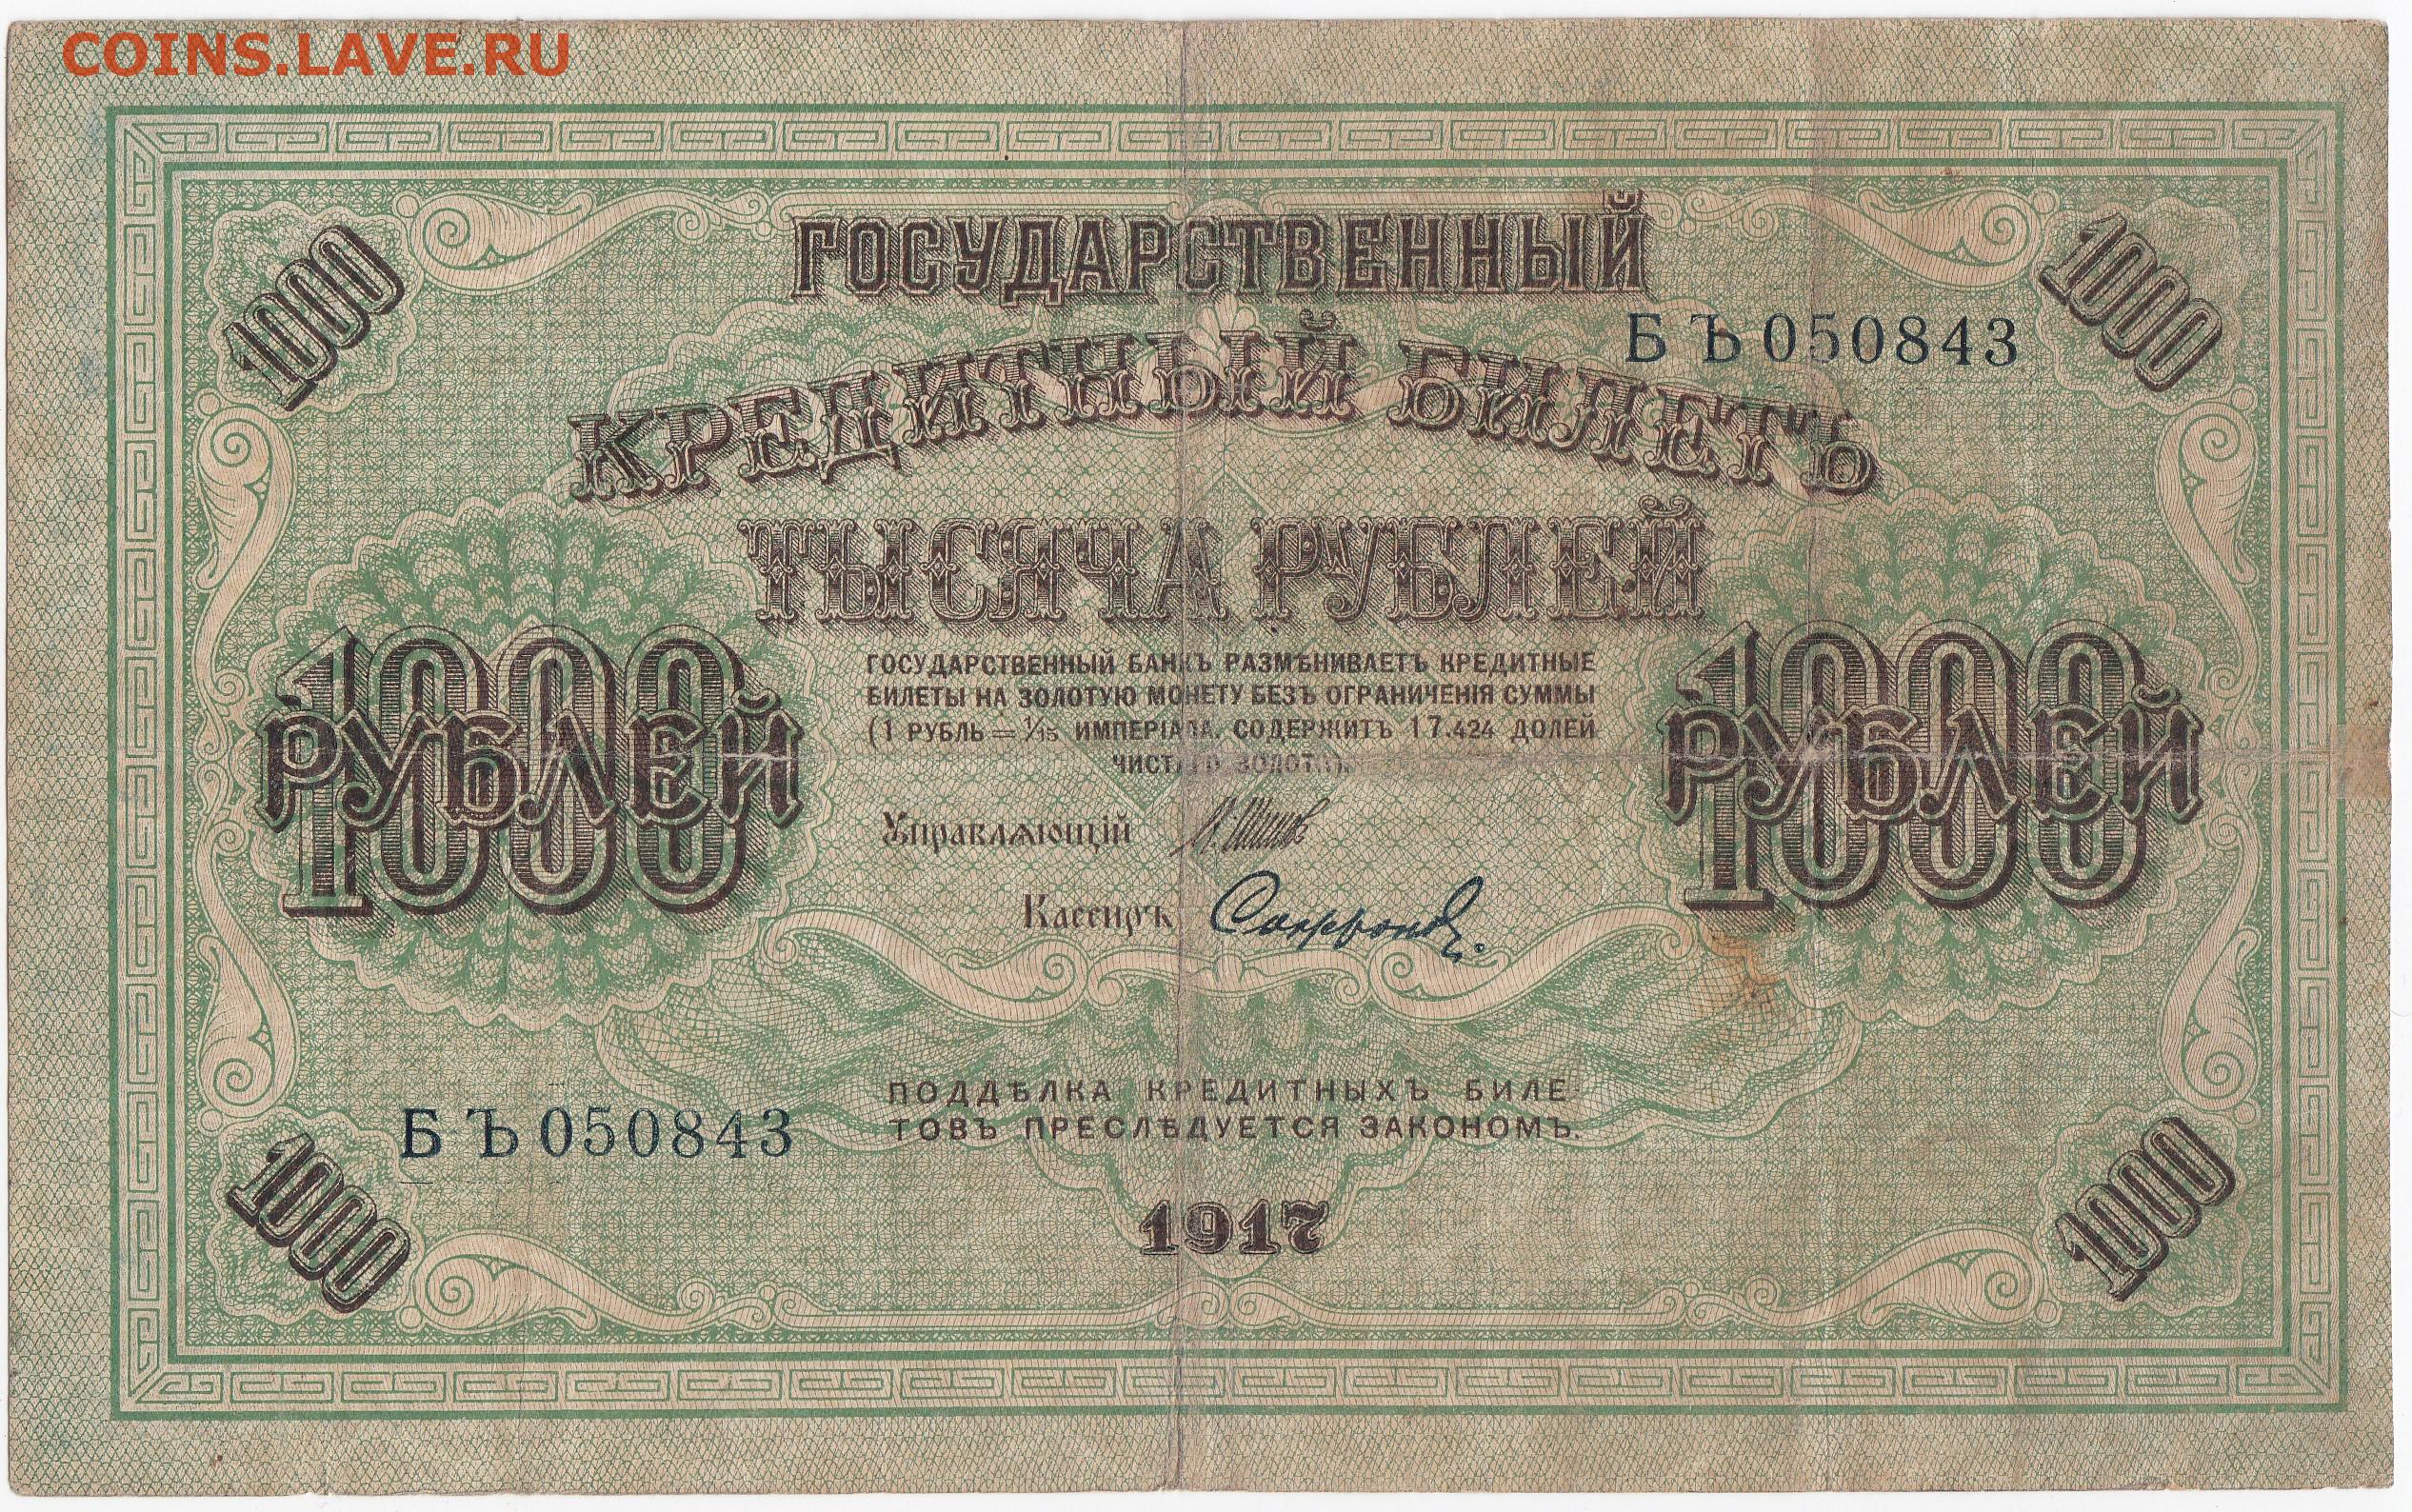 COINS.LAVE.RU
1000
1000
ГОСУДАРСТВЕННЫЙ
БЪ 050843
КРЕДИТНЫЙ БИЛЕТЪ
ТЫСЯЧА РУБЛЕЙ
1000
РУБЛЕЙ
ГОСУДАРСТВЕННЫЙ БАНКЪ РАЗМѢНИВАЕТЪ КРЕДИТНЫЕ
БИЛЕТЫ НА ЗОЛОТУЮ МОНЕТУ БЕЗЪ ОГРАНИЧЕНІЯ СУММЫ
(1 РУБЛЬ = 1/15 ИМПЕРІАЛА, СОДЕРЖИТЪ 17.424 ДОЛЕЙ
ЧИСТАГО ЗОЛОТА).
1000
РУБЛЕЙ
Управляющій И. Шипов
Кассиръ Софронов.
ПОДДѢЛКА КРЕДИТНЫХЪ БИЛЕ-
ТОВЪ ПРЕСЛѢДУЕТСЯ ЗАКОНОМЪ.
БЪ 050843
1917
1000
1000